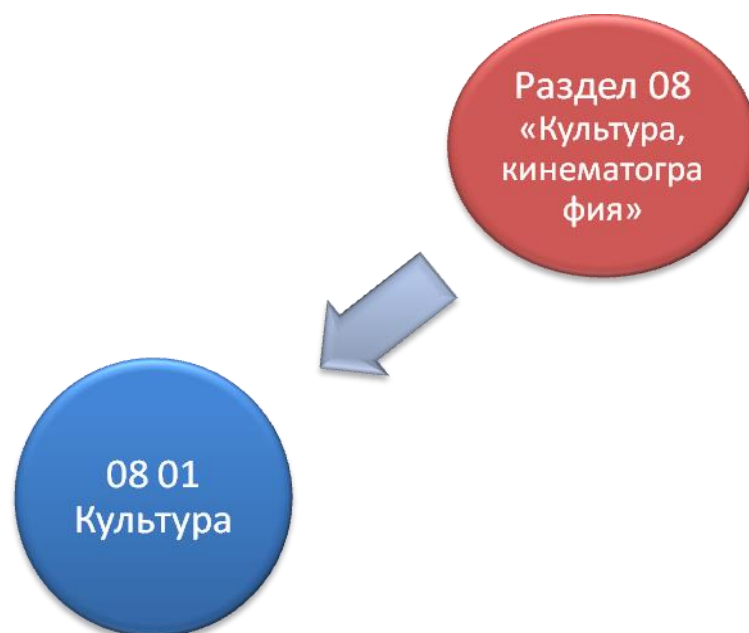 Раздел 08
«Культура,
кинематогра
фия»
08 01
Культура